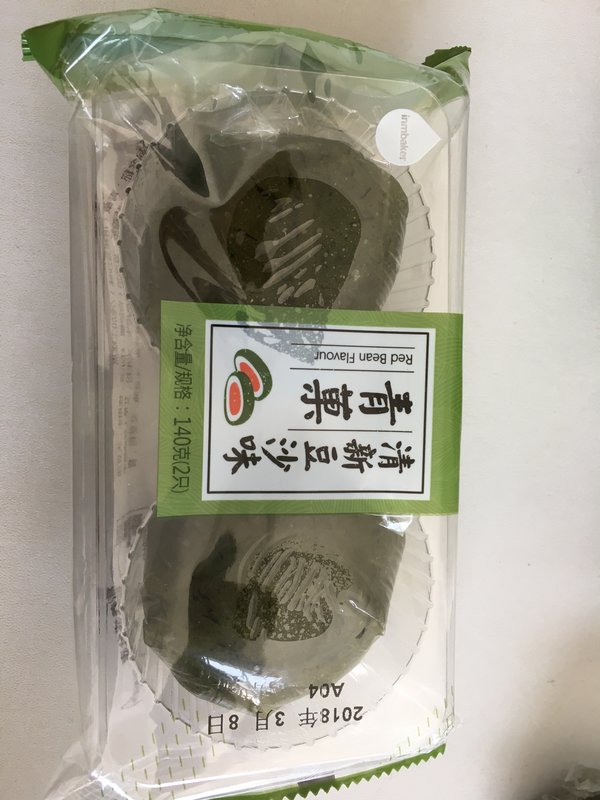 inmbaker
Red Bean Flavour
青菓
清新豆沙味
净含量/规格：140克(2只)
2018年 3月 8日
A04